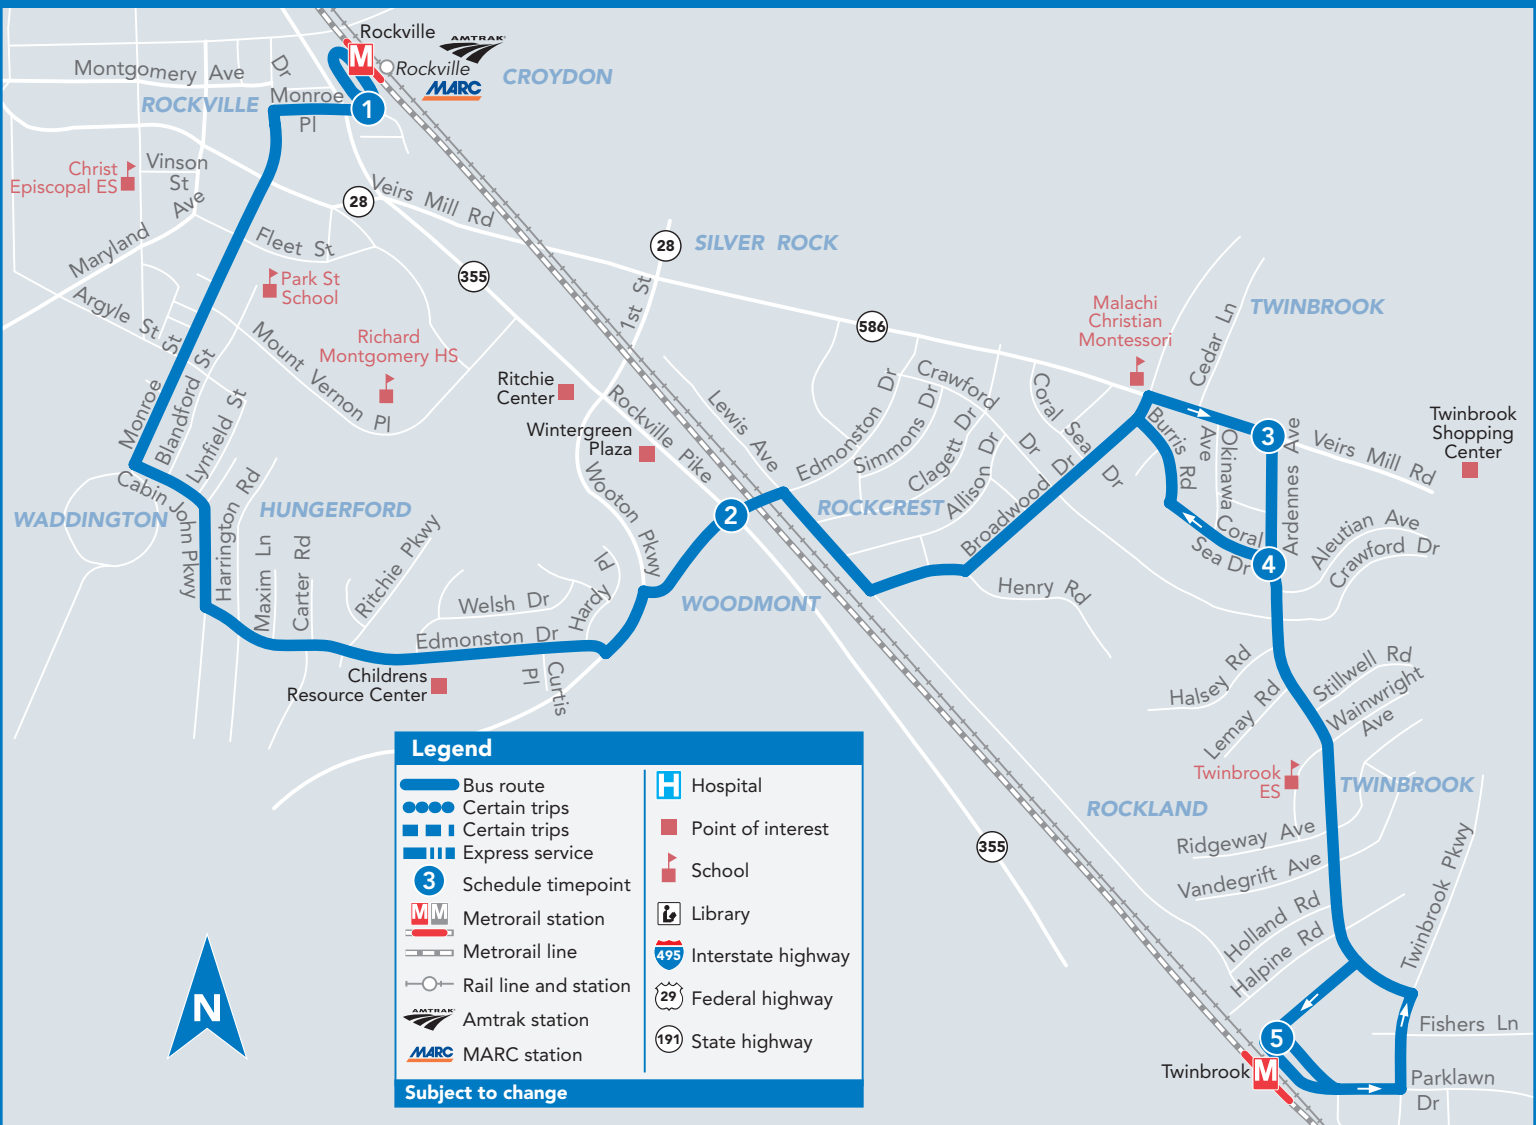 Rockville
AMTRAK
Rockville
MARC
CROYDON
M
1
Montgomery Ave
Dr
ROCKVILLE
Monroe
Pl
Christ
Episcopal ES
Vinson
St
Ave
Maryland
28
Veirs Mill Rd
Fleet St
355
28
SILVER ROCK
1st St
Park St
School
Argyle St
Richard
Montgomery HS
Mount Vernon Pl
586
Malachi
Christian
Montessori
Cedar Ln
TWINBROOK
Monroe St
Blandford St
Lynfield St
Ritchie
Center
Wintergreen
Plaza
Rockville Pike
Lewis Ave
Edmonston Dr
Simmons Dr
Crawford Dr
Clagett Dr
Allison Dr
Coral Sea Dr
Broadwood Dr
Burris Rd
Okinawa Ave
3
Ardennes Ave
Veirs Mill Rd
Twinbrook
Shopping
Center
Cabin John Pkwy
WADDINGTON
HUNGERFORD
Harrington Rd
Maxim Ln
Carter Rd
Ritchie Pkwy
Wooton Pkwy
2
ROCKCREST
Coral
Sea Dr
4
Aleutian Ave
Crawford Dr
Henry Rd
WOODMONT
Welsh Dr
Hardy Pl
Edmonston Dr
Curtis
Pl
Childrens
Resource Center
Halsey Rd
Lemay Rd
Stillwell Rd
Wainwright
Ave
Twinbrook
ES
TWINBROOK
ROCKLAND
355
Ridgeway Ave
Vandegrift Ave
Holland Rd
Halpine Rd
Twinbrook Pkwy
5
Fishers Ln
Twinbrook
M
Parklawn
Dr
N
Legend
Bus route
Certain trips
Certain trips
Express service
3 Schedule timepoint
M M Metrorail station
Metrorail line
Rail line and station
AMTRAK Amtrak station
MARC MARC station
H Hospital
Point of interest
School
Library
495 Interstate highway
29 Federal highway
191 State highway
Subject to change